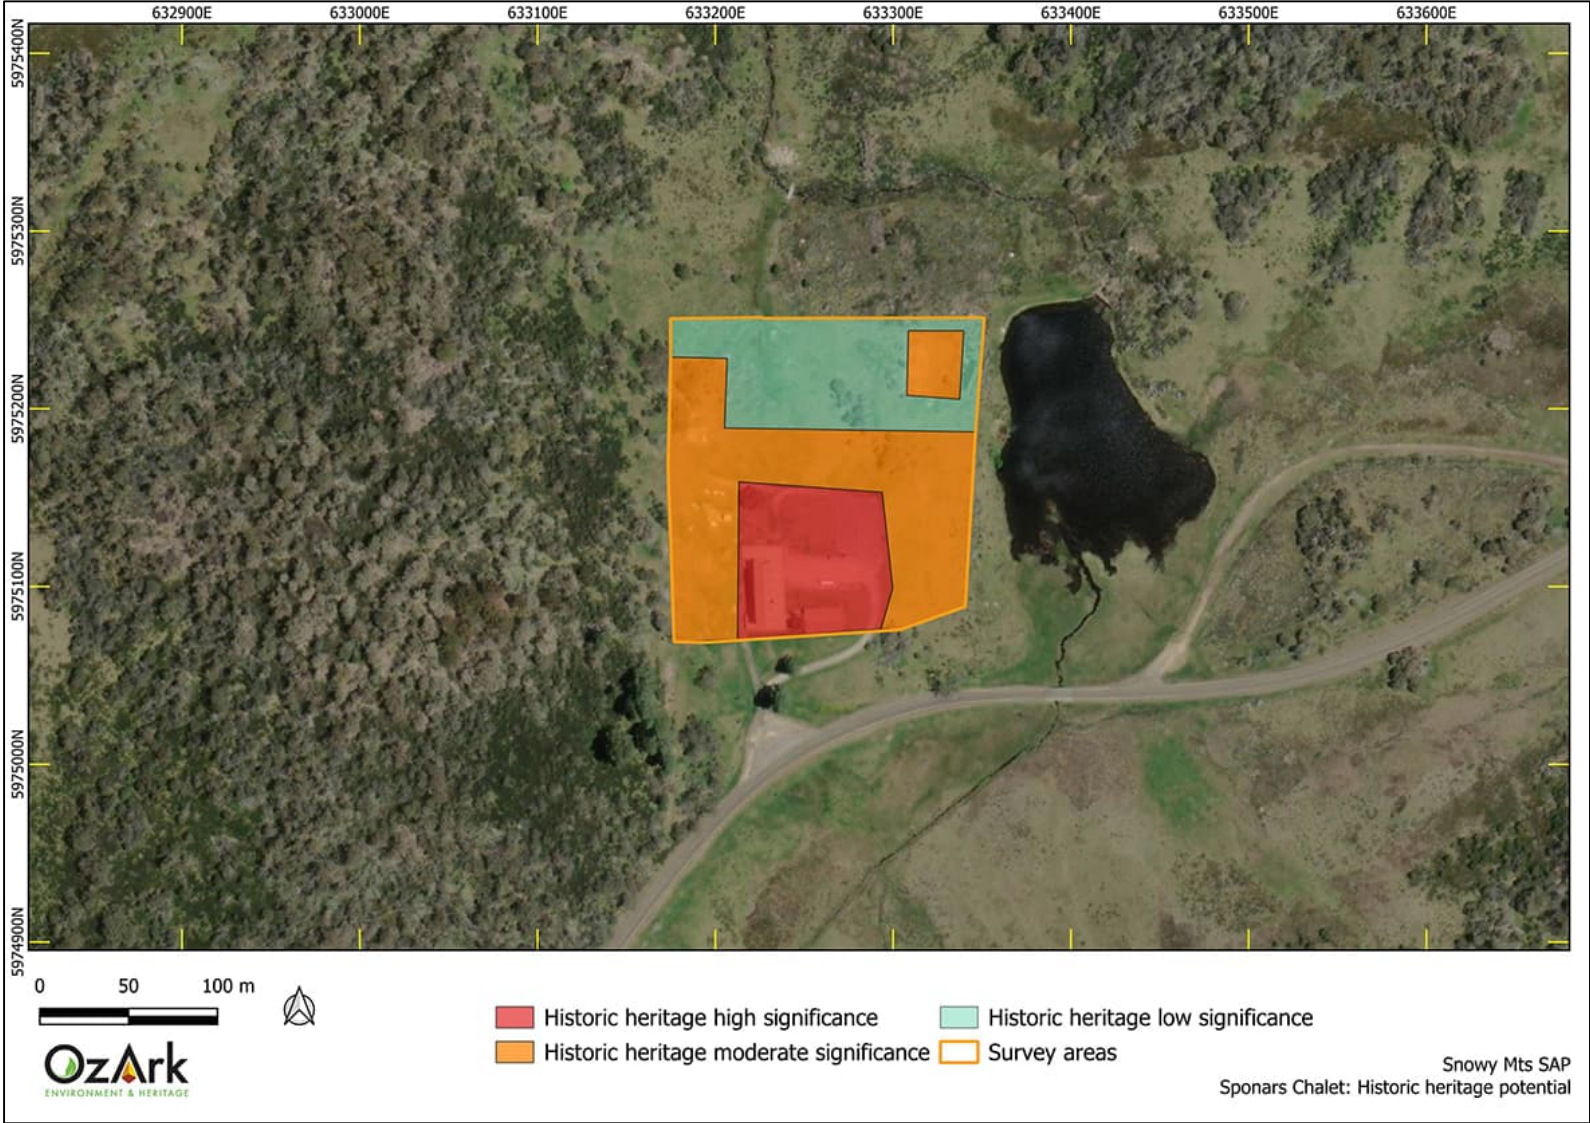 632900E 633000E 633100E 633200E 633300E 633400E 633500E 633600E
5975400N
5975300N
5975200N
5975100N
5975000N
5974900N
0 50 100 m
Historic heritage high significance
Historic heritage moderate significance
Historic heritage low significance
Survey areas
OzArk
ENVIRONMENT & HERITAGE
Snowy Mts SAP
Sponars Chalet: Historic heritage potential